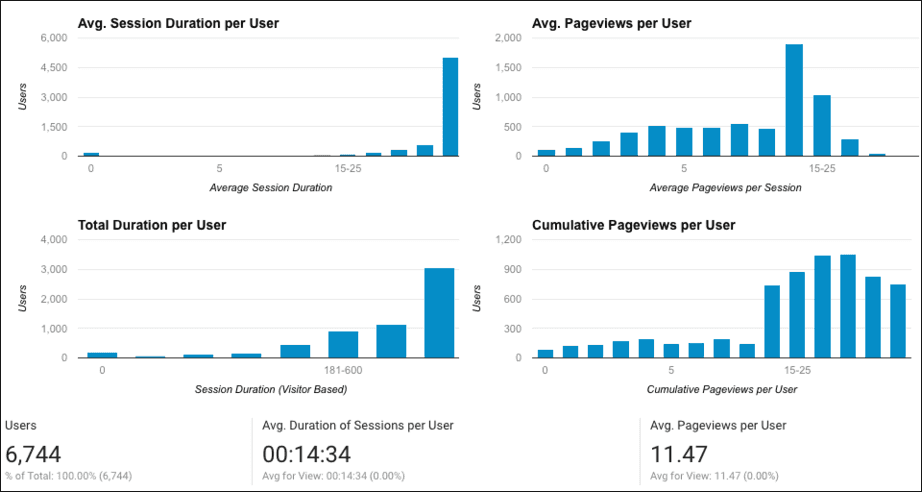 Avg. Session Duration per User
6,000
4,500
3,000
1,500
0
Users
0 5 15-25
Average Session Duration
Avg. Pageviews per User
2,000
1,500
1,000
500
0
Users
0 5 15-25
Average Pageviews per Session
Total Duration per User
4,000
3,000
2,000
1,000
0
Users
0 181-600
Session Duration (Visitor Based)
Cumulative Pageviews per User
1,200
900
600
300
0
Users
0 5 15-25
Cumulative Pageviews per User
Users
6,744
% of Total: 100.00% (6,744)
Avg. Duration of Sessions per User
00:14:34
Avg for View: 00:14:34 (0.00%)
Avg. Pageviews per User
11.47
Avg for View: 11.47 (0.00%)